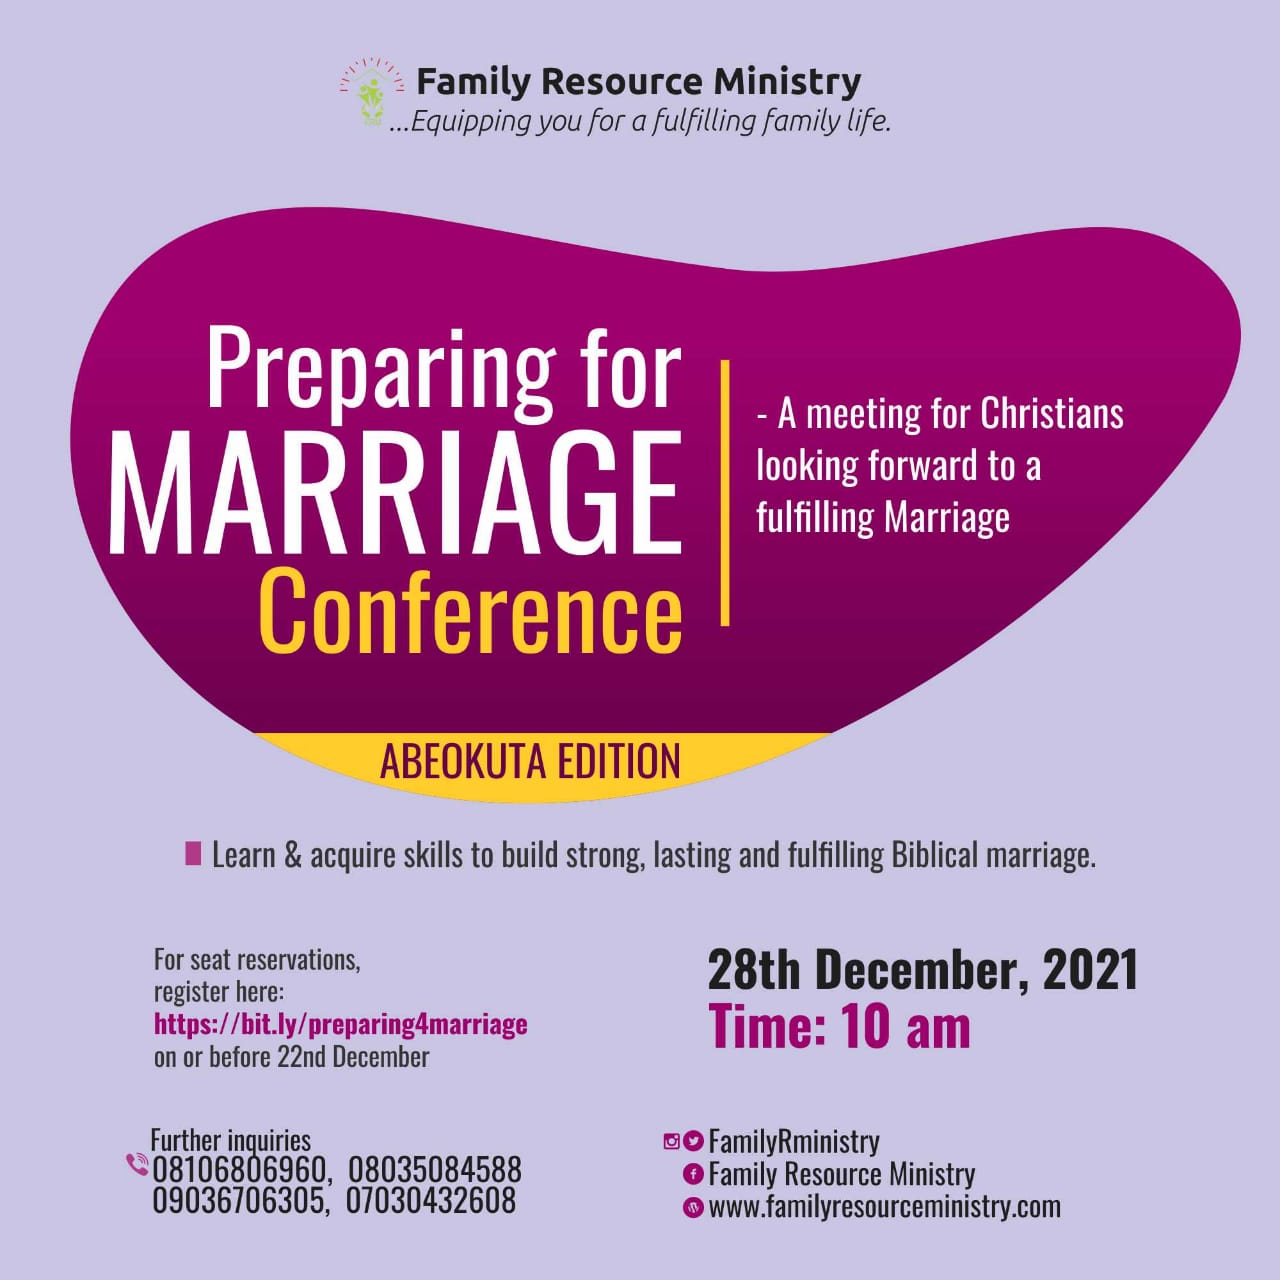 Family Resource Ministry
...Equipping you for a fulfilling family life.
Preparing for
MARRIAGE
Conference
- A meeting for Christians
looking forward to a
fulfilling Marriage
ABEOKUTA EDITION
Learn & acquire skills to build strong, lasting and fulfilling Biblical marriage.
For seat reservations,
register here:
https://bit.ly/preparing4marriage
on or before 22nd December
28th December, 2021
Time: 10 am
Further inquiries
08106806960, 08035084588
09036706305, 07030432608
FamilyRministry
Family Resource Ministry
www.familyresourceministry.com